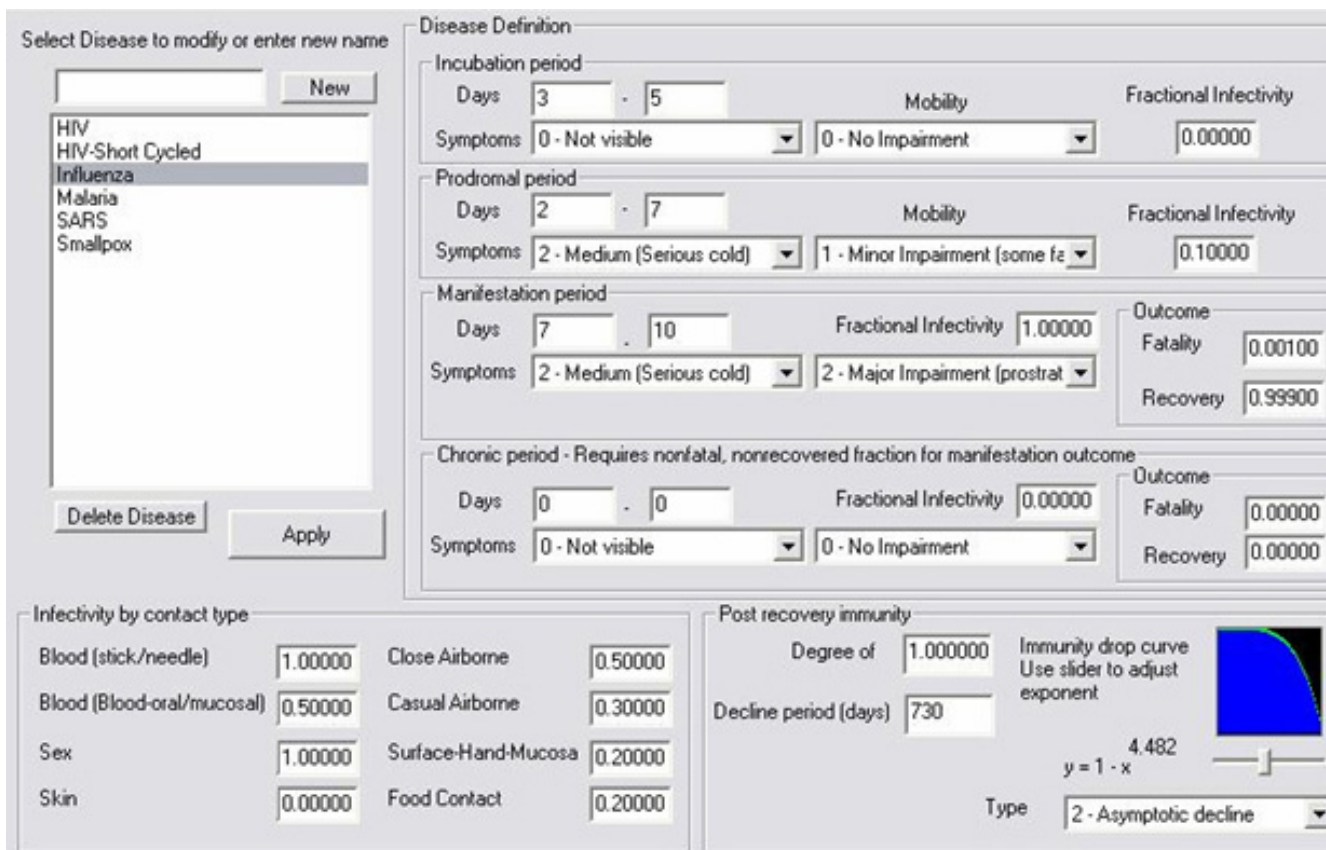 Select Disease to modify or enter new name
New
HIV
HIV-Short Cycled
Influenza
Malaria
SARS
Smallpox
Delete Disease
Apply
Disease Definition
Incubation period
Days 3 - 5 Mobility Fractional Infectivity
Symptoms 0 - Not visible 0 - No Impairment 0.00000
Prodromal period
Days 2 - 7 Mobility Fractional Infectivity
Symptoms 2 - Medium (Serious cold) 1 - Minor Impairment (some fa 0.10000
Manifestation period
Days 7 - 10 Fractional Infectivity 1.00000
Symptoms 2 - Medium (Serious cold) 2 - Major Impairment (prostrat
Outcome
Fatality 0.00100
Recovery 0.99900
Chronic period - Requires nonfatal, nonrecovered fraction for manifestation outcome
Days 0 - 0 Fractional Infectivity 0.00000
Symptoms 0 - Not visible 0 - No Impairment
Outcome
Fatality 0.00000
Recovery 0.00000
Infectivity by contact type
Blood (stick/needle) 1.00000 Close Airborne 0.50000
Blood (Blood-oral/mucosal) 0.50000 Casual Airborne 0.30000
Sex 1.00000 Surface-Hand-Mucosa 0.20000
Skin 0.00000 Food Contact 0.20000
Post recovery immunity
Degree of 1.000000
Decline period (days) 730
Immunity drop curve
Use slider to adjust
exponent
4.482
y = 1 - x
Type 2 - Asymptotic decline